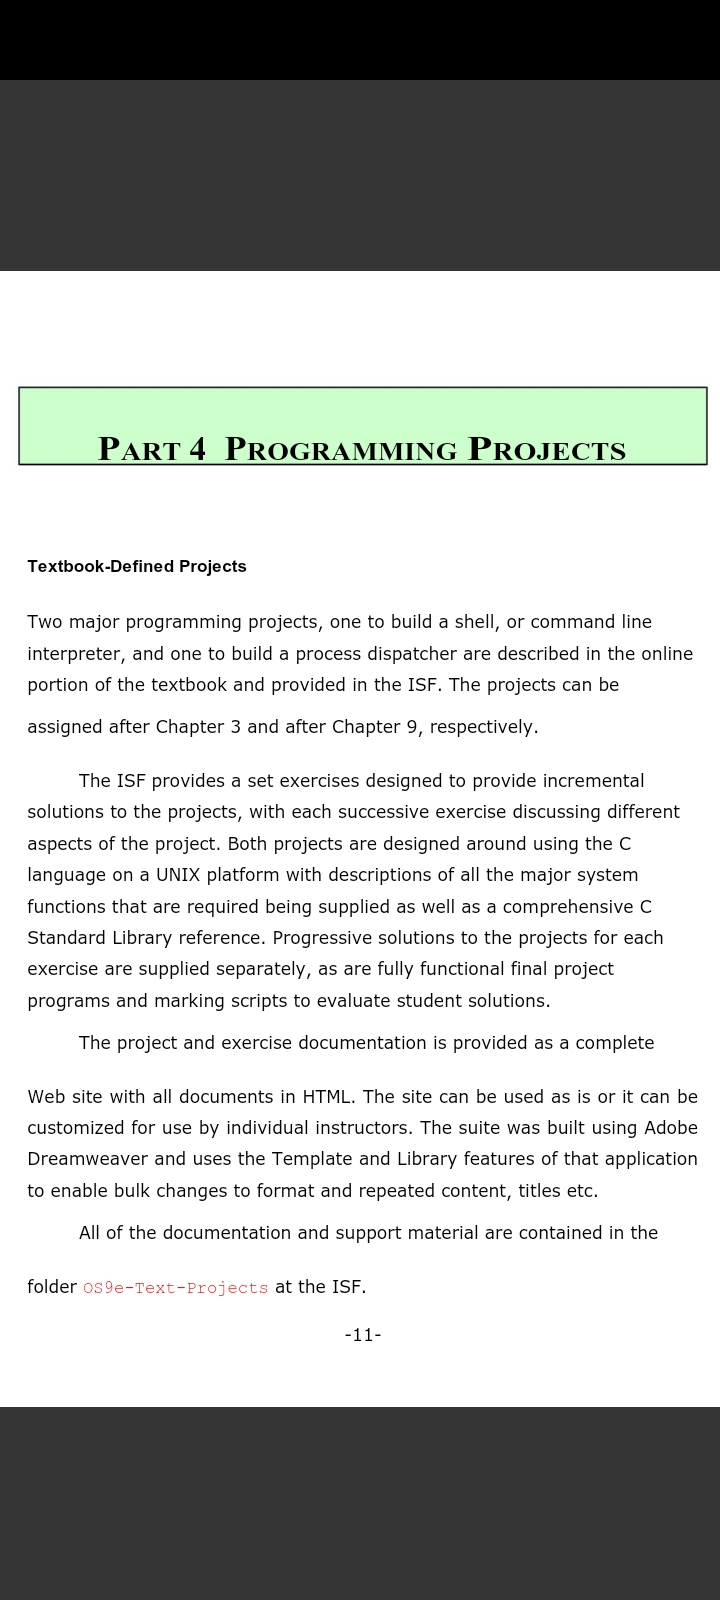 PART 4 PROGRAMMING PROJECTS
Textbook-Defined Projects
Two major programming projects, one to build a shell, or command line
interpreter, and one to build a process dispatcher are described in the online
portion of the textbook and provided in the ISF. The projects can be
assigned after Chapter 3 and after Chapter 9, respectively.
The ISF provides a set exercises designed to provide incremental
solutions to the projects, with each successive exercise discussing different
aspects of the project. Both projects are designed around using the C
language on a UNIX platform with descriptions of all the major system
functions that are required being supplied as well as a comprehensive C
Standard Library reference. Progressive solutions to the projects for each
exercise are supplied separately, as are fully functional final project
programs and marking scripts to evaluate student solutions.
The project and exercise documentation is provided as a complete
Web site with all documents in HTML. The site can be used as is or it can be
customized for use by individual instructors. The suite was built using Adobe
Dreamweaver and uses the Template and Library features of that application
to enable bulk changes to format and repeated content, titles etc.
All of the documentation and support material are contained in the
folder OS9e-Text-Projects at the ISF.
-11-